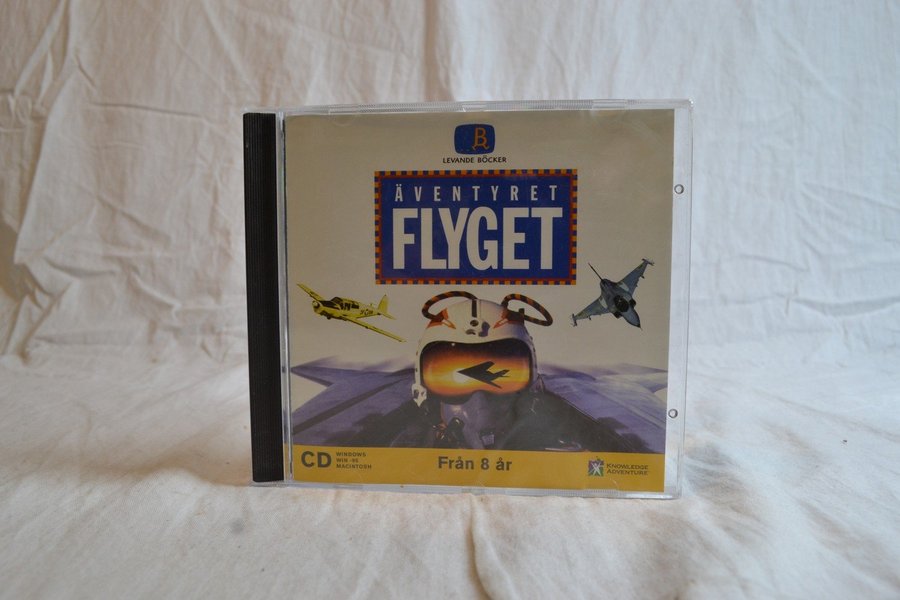 B
LEVANDE BÖCKER
ÄVENTYRET
FLYGET
CD
WINDOWS
WIN -95
MACINTOSH
Från 8 år
KNOWLEDGE
ADVENTURE